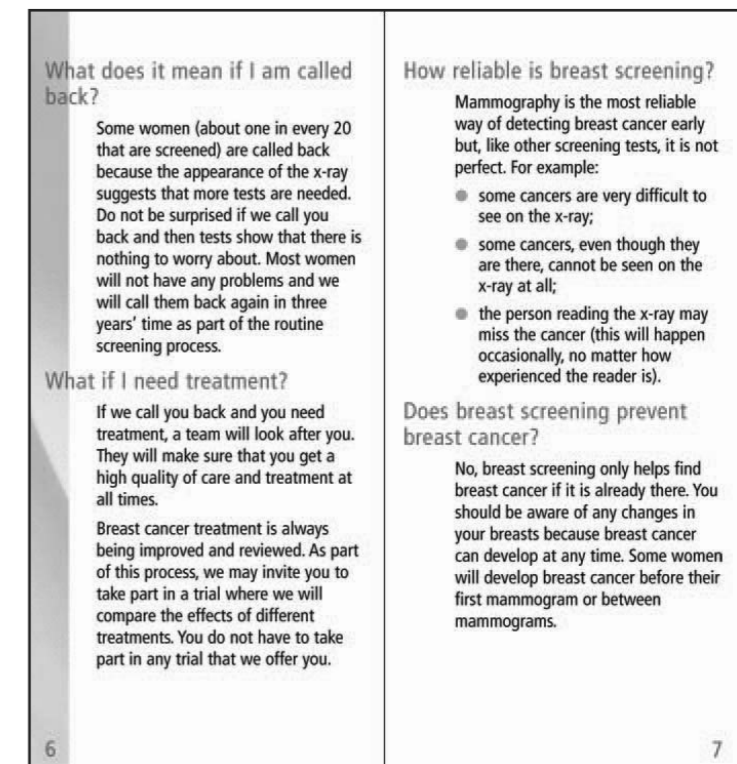 What does it mean if I am called
back?
Some women (about one in every 20
that are screened) are called back
because the appearance of the x-ray
suggests that more tests are needed.
Do not be surprised if we call you
back and then tests show that there is
nothing to worry about. Most women
will not have any problems and we
will call them back again in three
years' time as part of the routine
screening process.
What if I need treatment?
If we call you back and you need
treatment, a team will look after you.
They will make sure that you get a
high quality of care and treatment at
all times.
Breast cancer treatment is always
being improved and reviewed. As part
of this process, we may invite you to
take part in a trial where we will
compare the effects of different
treatments. You do not have to take
part in any trial that we offer you.
6
How reliable is breast screening?
Mammography is the most reliable
way of detecting breast cancer early
but, like other screening tests, it is not
perfect. For example:
● some cancers are very difficult to
see on the x-ray;
● some cancers, even though they
are there, cannot be seen on the
x-ray at all;
● the person reading the x-ray may
miss the cancer (this will happen
occasionally, no matter how
experienced the reader is).
Does breast screening prevent
breast cancer?
No, breast screening only helps find
breast cancer if it is already there. You
should be aware of any changes in
your breasts because breast cancer
can develop at any time. Some women
will develop breast cancer before their
first mammogram or between
mammograms.
7